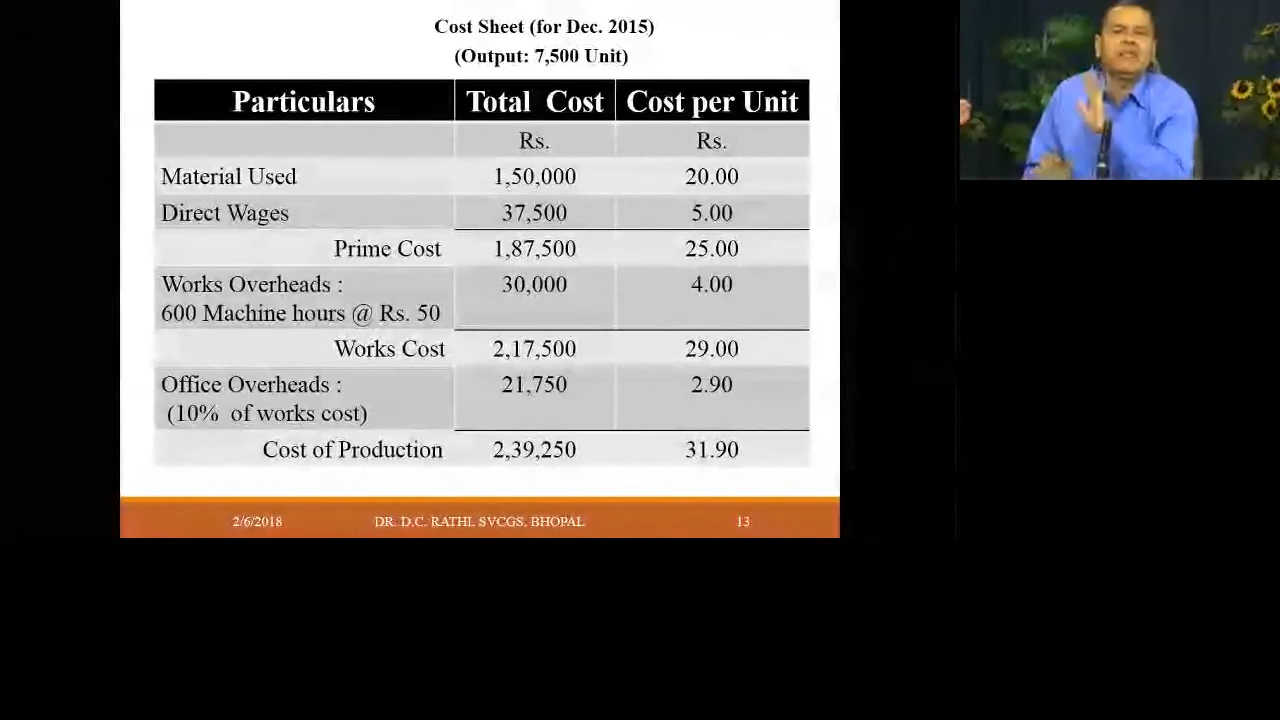 Cost Sheet (for Dec. 2015)
(Output: 7,500 Unit)
Particulars Total Cost Cost per Unit
Rs. Rs.
Material Used 1,50,000 20.00
Direct Wages 37,500 5.00
Prime Cost 1,87,500 25.00
Works Overheads : 30,000 4.00
600 Machine hours @ Rs. 50
Works Cost 2,17,500 29.00
Office Overheads : 21,750 2.90
(10% of works cost)
Cost of Production 2,39,250 31.90
2/6/2018 DR. D.C. RATHI, SVCGS, BHOPAL 13